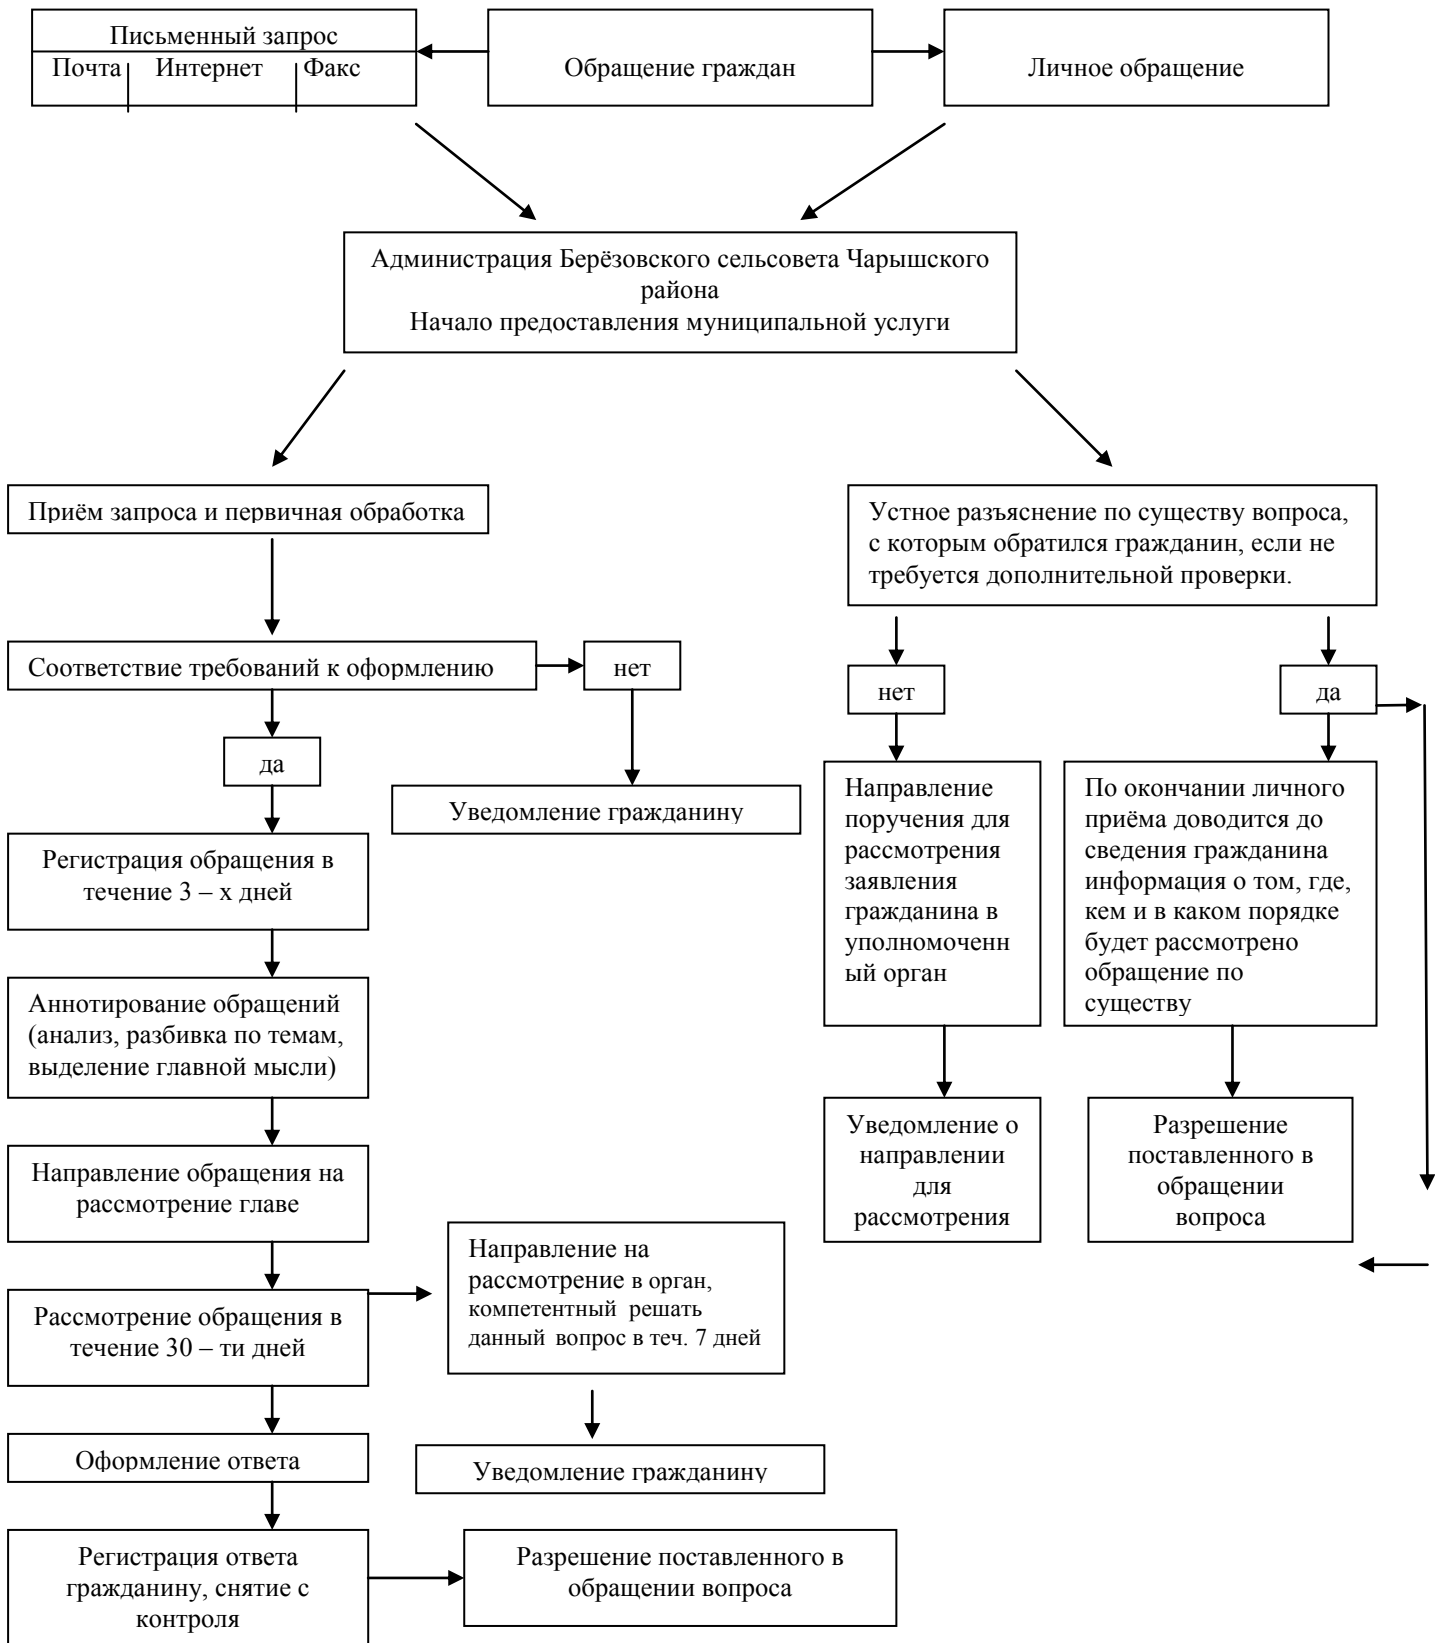 Письменный запрос
Почта Интернет Факс
Обращение граждан
Личное обращение
Администрация Берёзовского сельсовета Чарышского
района
Начало предоставления муниципальной услуги
Приём запроса и первичная обработка
Соответствие требований к оформлению
нет
да
Уведомление гражданину
Регистрация обращения в
течение 3 – х дней
Аннотирование обращений
(анализ, разбивка по темам,
выделение главной мысли)
Направление обращения на
рассмотрение главе
Рассмотрение обращения в
течение 30 – ти дней
Направление на
рассмотрение в орган,
компетентный решать
данный вопрос в теч. 7 дней
Уведомление гражданину
Оформление ответа
Регистрация ответа
гражданину, снятие с
контроля
Разрешение поставленного в
обращении вопроса
Устное разъяснение по существу вопроса,
с которым обратился гражданин, если не
требуется дополнительной проверки.
нет
да
Направление
поручения для
рассмотрения
заявления
гражданина в
уполномоченн
ый орган
По окончании личного
приёма доводится до
сведения гражданина
информация о том, где,
кем и в каком порядке
будет рассмотрено
обращение по
существу
Уведомление о
направлении
для
рассмотрения
Разрешение
поставленного в
обращении
вопроса